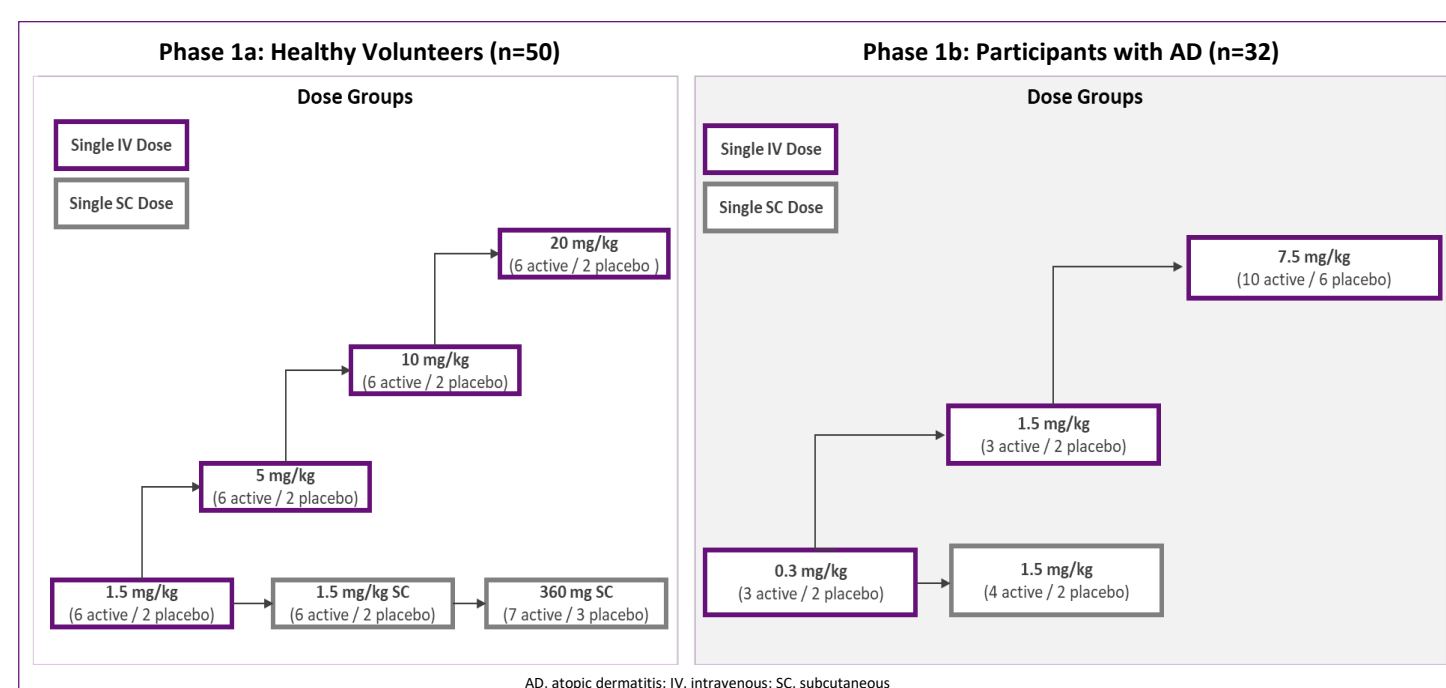 Phase 1a: Healthy Volunteers (n=50)
Dose Groups
Single IV Dose
Single SC Dose
20 mg/kg
(6 active / 2 placebo )
10 mg/kg
(6 active / 2 placebo)
5 mg/kg
(6 active / 2 placebo)
1.5 mg/kg
(6 active / 2 placebo)
1.5 mg/kg SC
(6 active / 2 placebo)
360 mg SC
(7 active / 3 placebo)
Phase 1b: Participants with AD (n=32)
Dose Groups
Single IV Dose
Single SC Dose
7.5 mg/kg
(10 active / 6 placebo)
1.5 mg/kg
(3 active / 2 placebo)
0.3 mg/kg
(3 active / 2 placebo)
1.5 mg/kg
(4 active / 2 placebo)
AD, atopic dermatitis; IV, intravenous; SC, subcutaneous